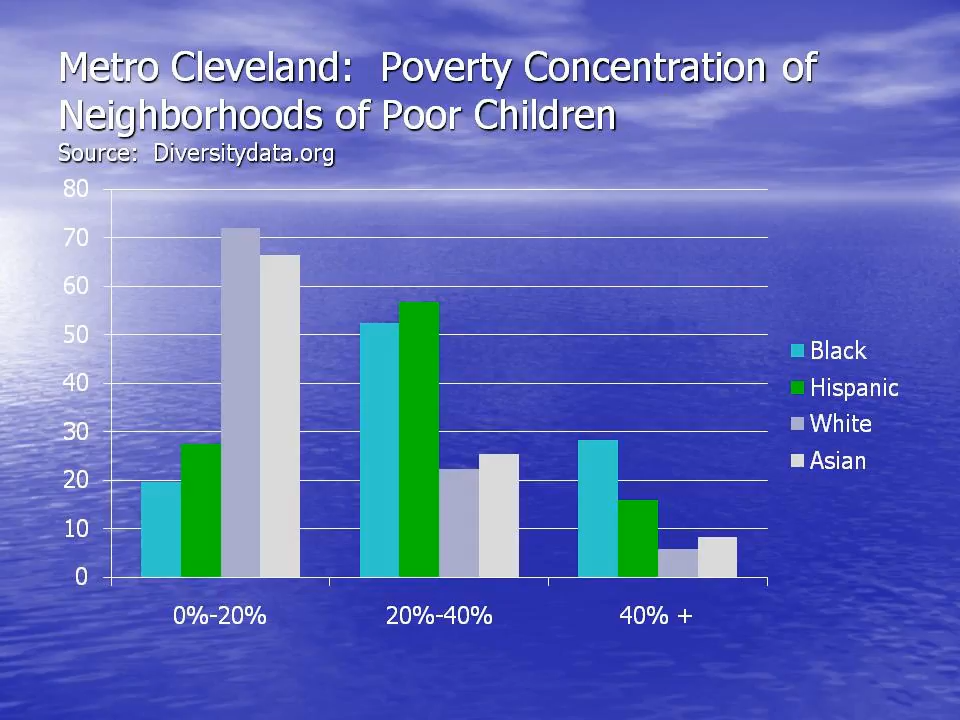 Metro Cleveland:  Poverty Concentration of
Neighborhoods of Poor Children
Source:  Diversitydata.org
80
70
60
50
40
30
20
10
0
0%-20%
20%-40%
40% +
Black
Hispanic
White
Asian